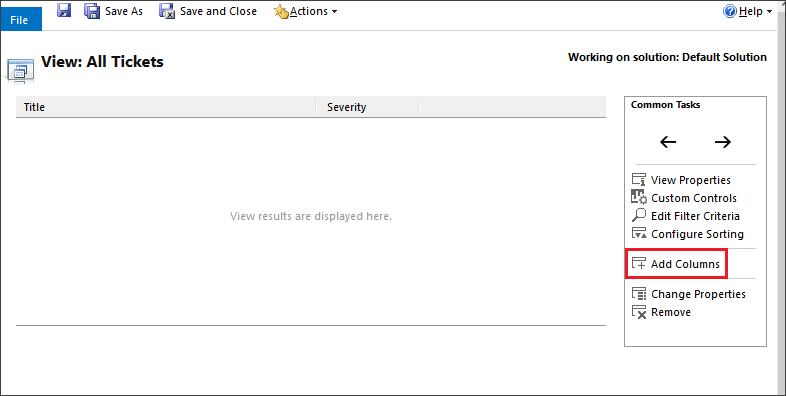 File Save As Save and Close Actions Help
View: All Tickets
Working on solution: Default Solution
Title Severity
View results are displayed here.
Common Tasks
View Properties
Custom Controls
Edit Filter Criteria
Configure Sorting
Add Columns
Change Properties
Remove